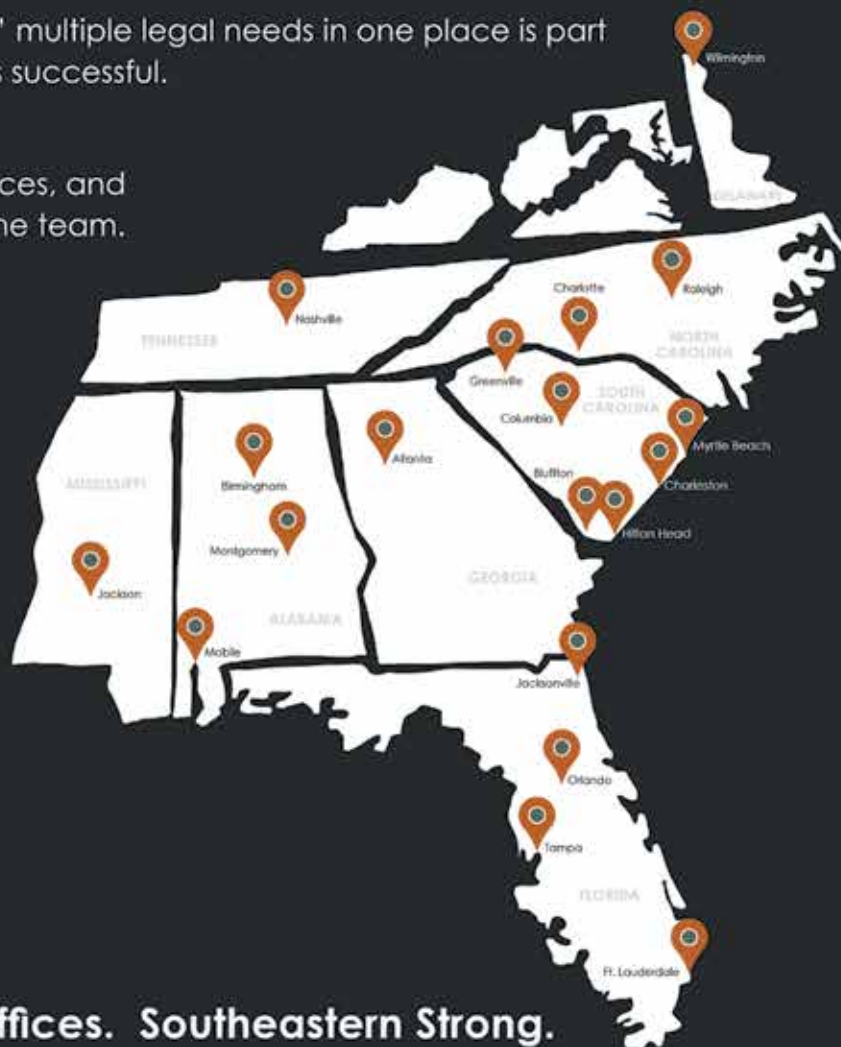 ' multiple legal needs in one place is part
s successful.
ces, and
ne team.
Wilmington
DELAWARE
Raleigh
Charlotte
Nashville
TENNESSEE
NORTH
CAROLINA
Greenville
SOUTH
CAROLINA
Columbia
Myrtle Beach
Atlanta
Bluffton
MISSISSIPPI
Birmingham
Charleston
Hilton Head
Montgomery
GEORGIA
Jackson
ALABAMA
Mobile
Jacksonville
Orlando
Tampa
FLORIDA
Ft. Lauderdale
ffices. Southeastern Strong.